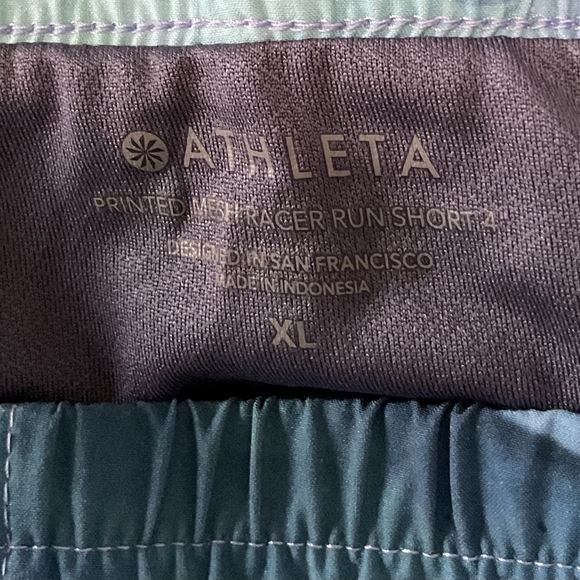 ATHLETA
PRINTED MESH RACER RUN SHORT 4"
DESIGNED IN SAN FRANCISCO
MADE IN INDONESIA
XL